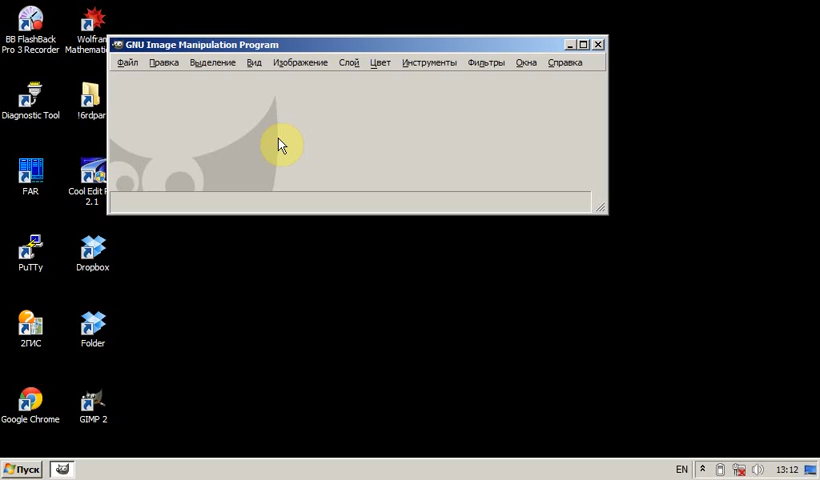 GNU Image Manipulation Program
Файл Правка Выделение Вид Изображение Слой Цвет Инструменты Фильтры Окна Справка
BB FlashBack
Pro 3 Recorder
Wolfram
Diagnostic Tool
!6rdpar
FAR
Cool Edit
2.1
PuTTy
Dropbox
2ГИС
Folder
Google Chrome
GIMP 2
Пуск
EN
13:12